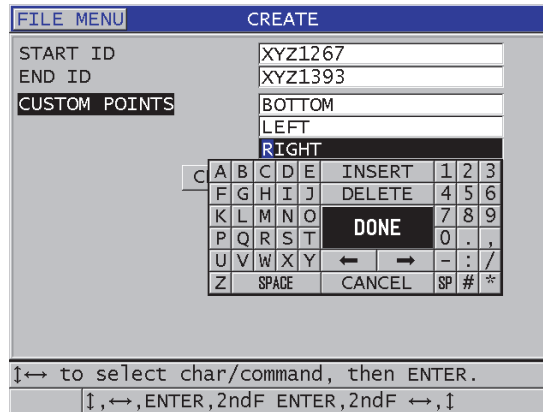 FILE MENU CREATE
START ID XYZ1267
END ID XYZ1393
CUSTOM POINTS BOTTOM
LEFT
RIGHT
A B C D E INSERT 1 2 3
F G H I J DELETE 4 5 6
K L M N O DONE 7 8 9
P Q R S T 0 . ,
U V W X Y ← → - : /
Z SPACE CANCEL SP # *
↕↔ to select char/command, then ENTER.
↕,↔,ENTER,2ndF ENTER,2ndF ↔,↕